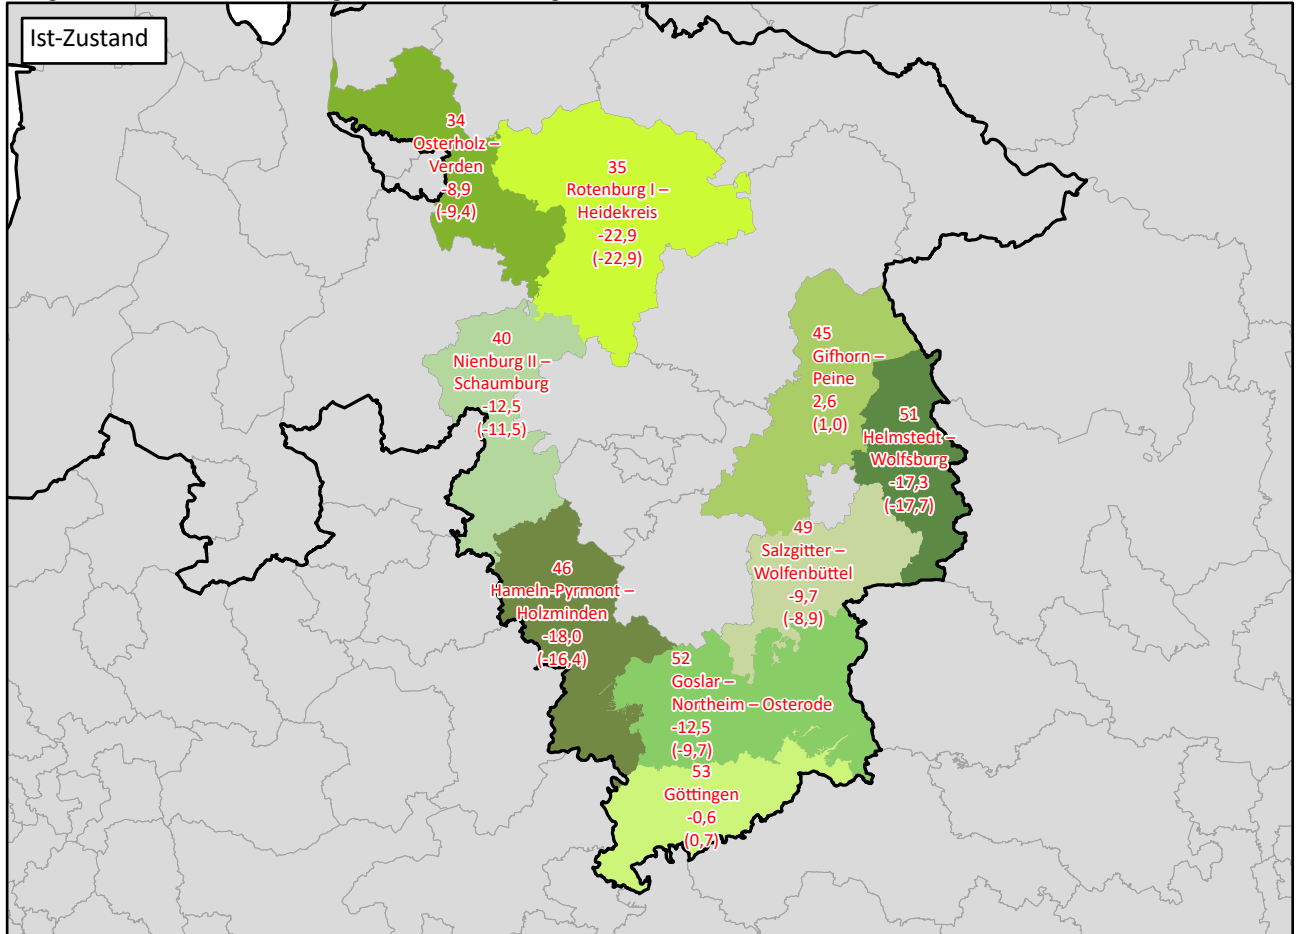 Ist-Zustand
34
Osterholz –
Verden
-8,9
(-9,4)
35
Rotenburg I –
Heidekreis
-22,9
(-22,9)
40
Nienburg II –
Schaumburg
-12,5
(-11,5)
45
Gifhorn –
Peine
2,6
(1,0)
51
Helmstedt –
Wolfsburg
-17,3
(-17,7)
49
Salzgitter –
Wolfenbüttel
-9,7
(-8,9)
46
Hameln-Pyrmont –
Holzminden
-18,0
(-16,4)
52
Goslar –
Northeim – Osterode
-12,5
(-9,7)
53
Göttingen
-0,6
(0,7)